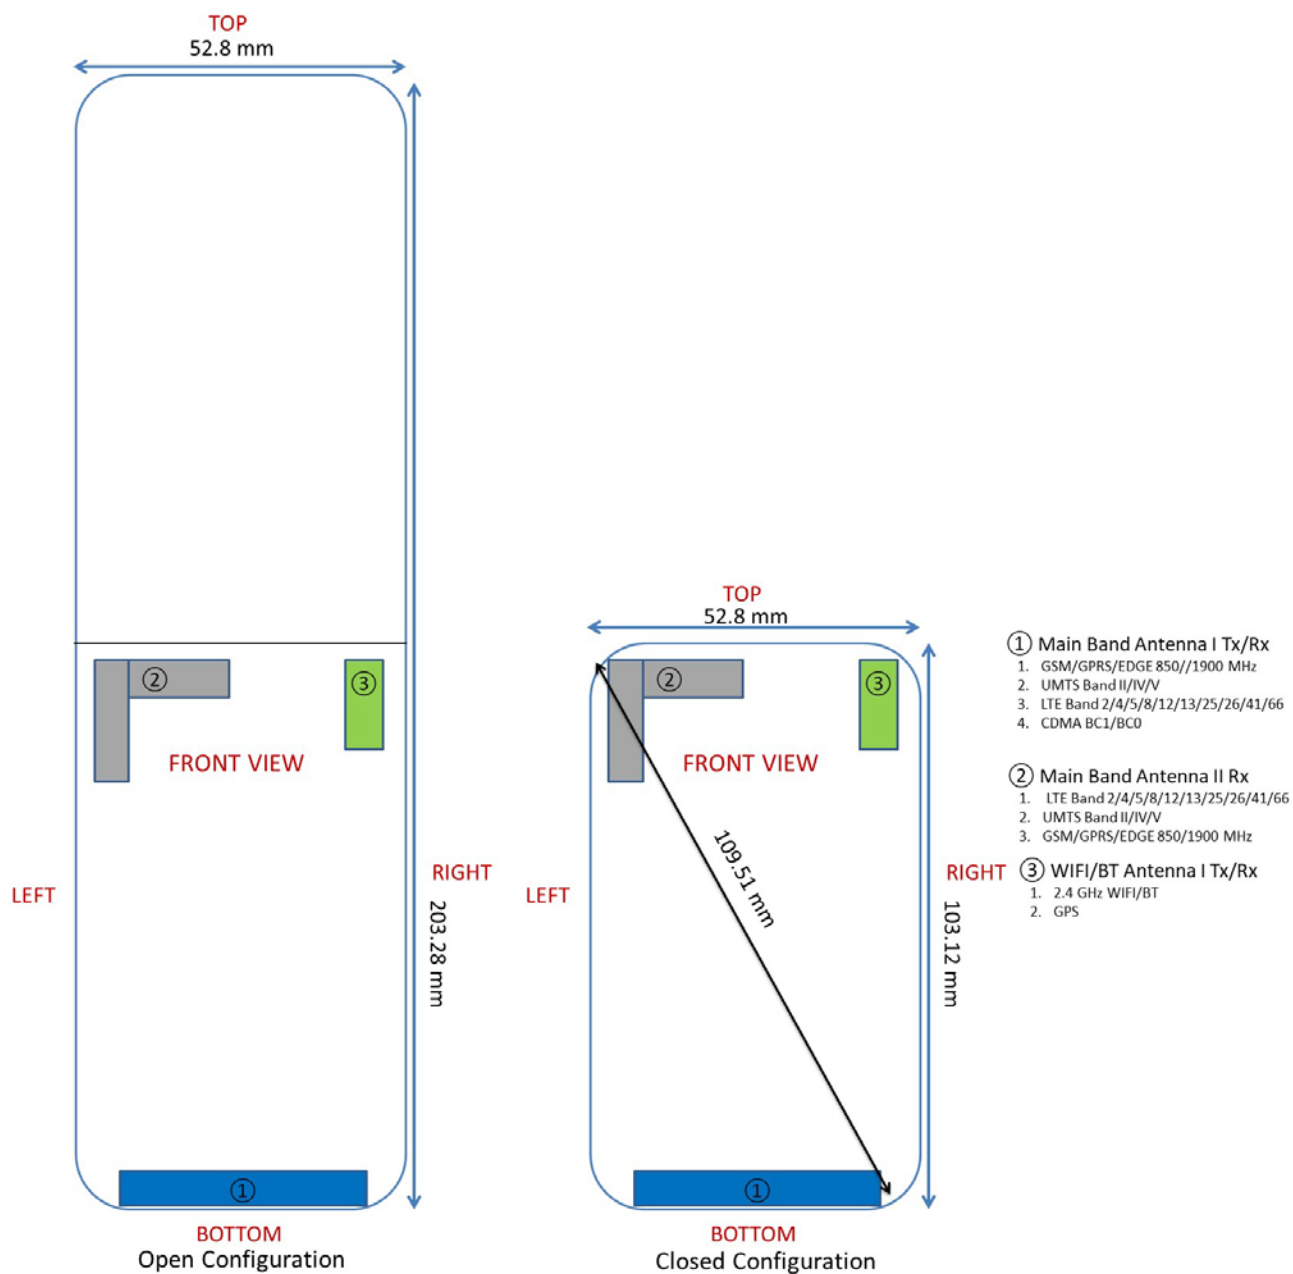 TOP
52.8 mm
②
③
FRONT VIEW
LEFT
RIGHT
203.28 mm
①
BOTTOM
Open Configuration
TOP
52.8 mm
②
③
FRONT VIEW
109.51 mm
LEFT
RIGHT
103.12 mm
①
BOTTOM
Closed Configuration
① Main Band Antenna I Tx/Rx
1. GSM/GPRS/EDGE 850//1900 MHz
2. UMTS Band II/IV/V
3. LTE Band 2/4/5/8/12/13/25/26/41/66
4. CDMA BC1/BC0
② Main Band Antenna II Rx
1. LTE Band 2/4/5/8/12/13/25/26/41/66
2. UMTS Band II/IV/V
3. GSM/GPRS/EDGE 850/1900 MHz
③ WIFI/BT Antenna I Tx/Rx
1. 2.4 GHz WIFI/BT
2. GPS